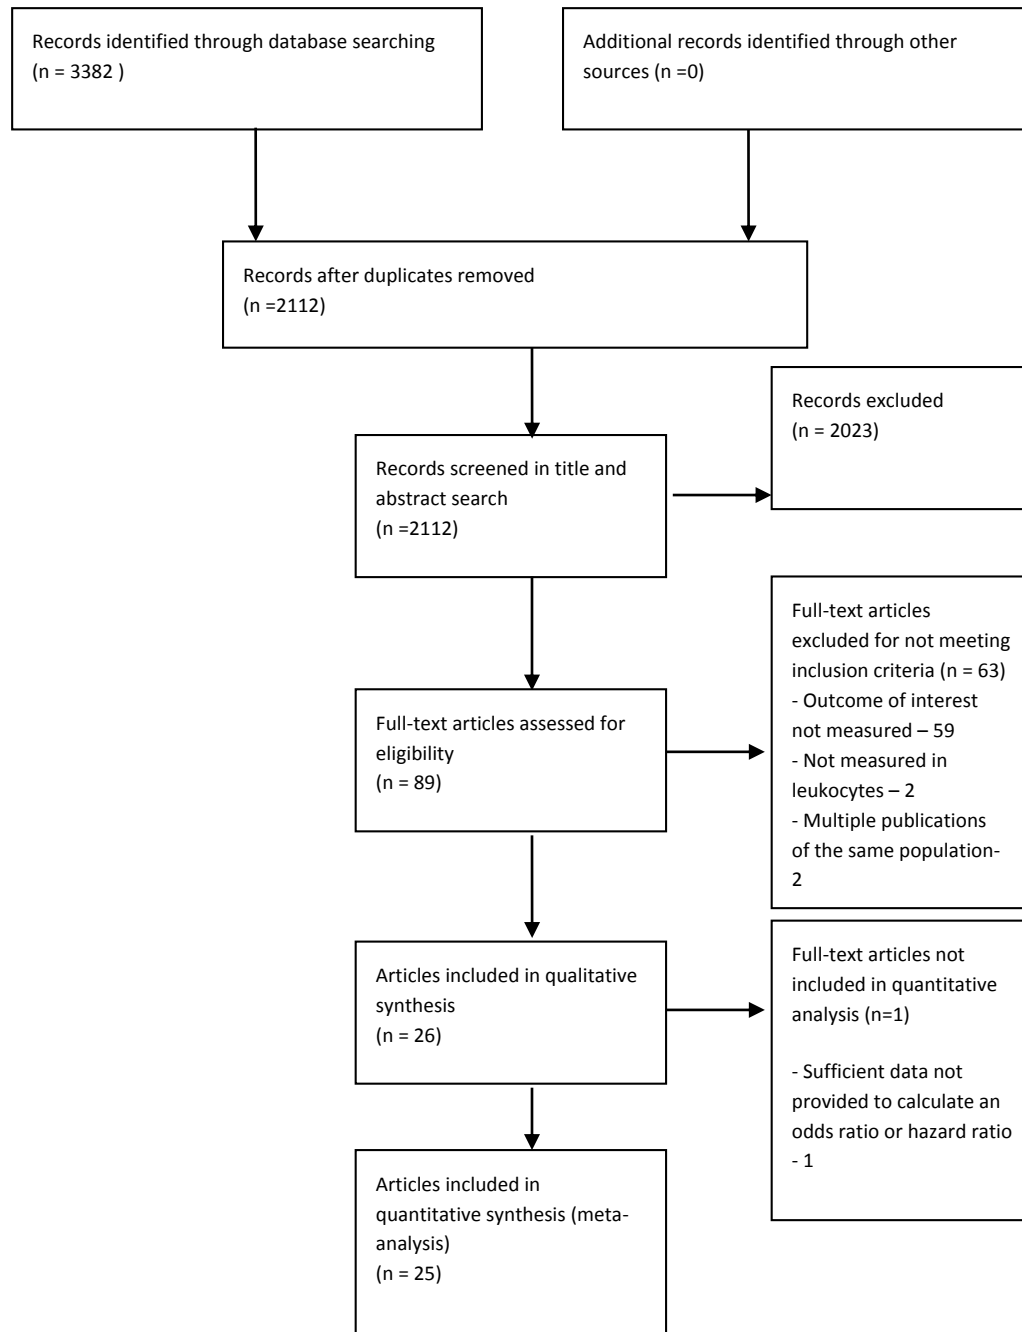 Records identified through database searching
(n = 3382 )
Additional records identified through other
sources (n =0)
Records after duplicates removed
(n =2112)
Records excluded
(n = 2023)
Records screened in title and
abstract search
(n =2112)
Full-text articles
excluded for not meeting
inclusion criteria (n = 63)
- Outcome of interest
not measured – 59
- Not measured in
leukocytes – 2
- Multiple publications
of the same population-
2
Full-text articles assessed for
eligibility
(n = 89)
Articles included in qualitative
synthesis
(n = 26)
Full-text articles not
included in quantitative
analysis (n=1)
- Sufficient data not
provided to calculate an
odds ratio or hazard ratio
- 1
Articles included in
quantitative synthesis (meta-
analysis)
(n = 25)